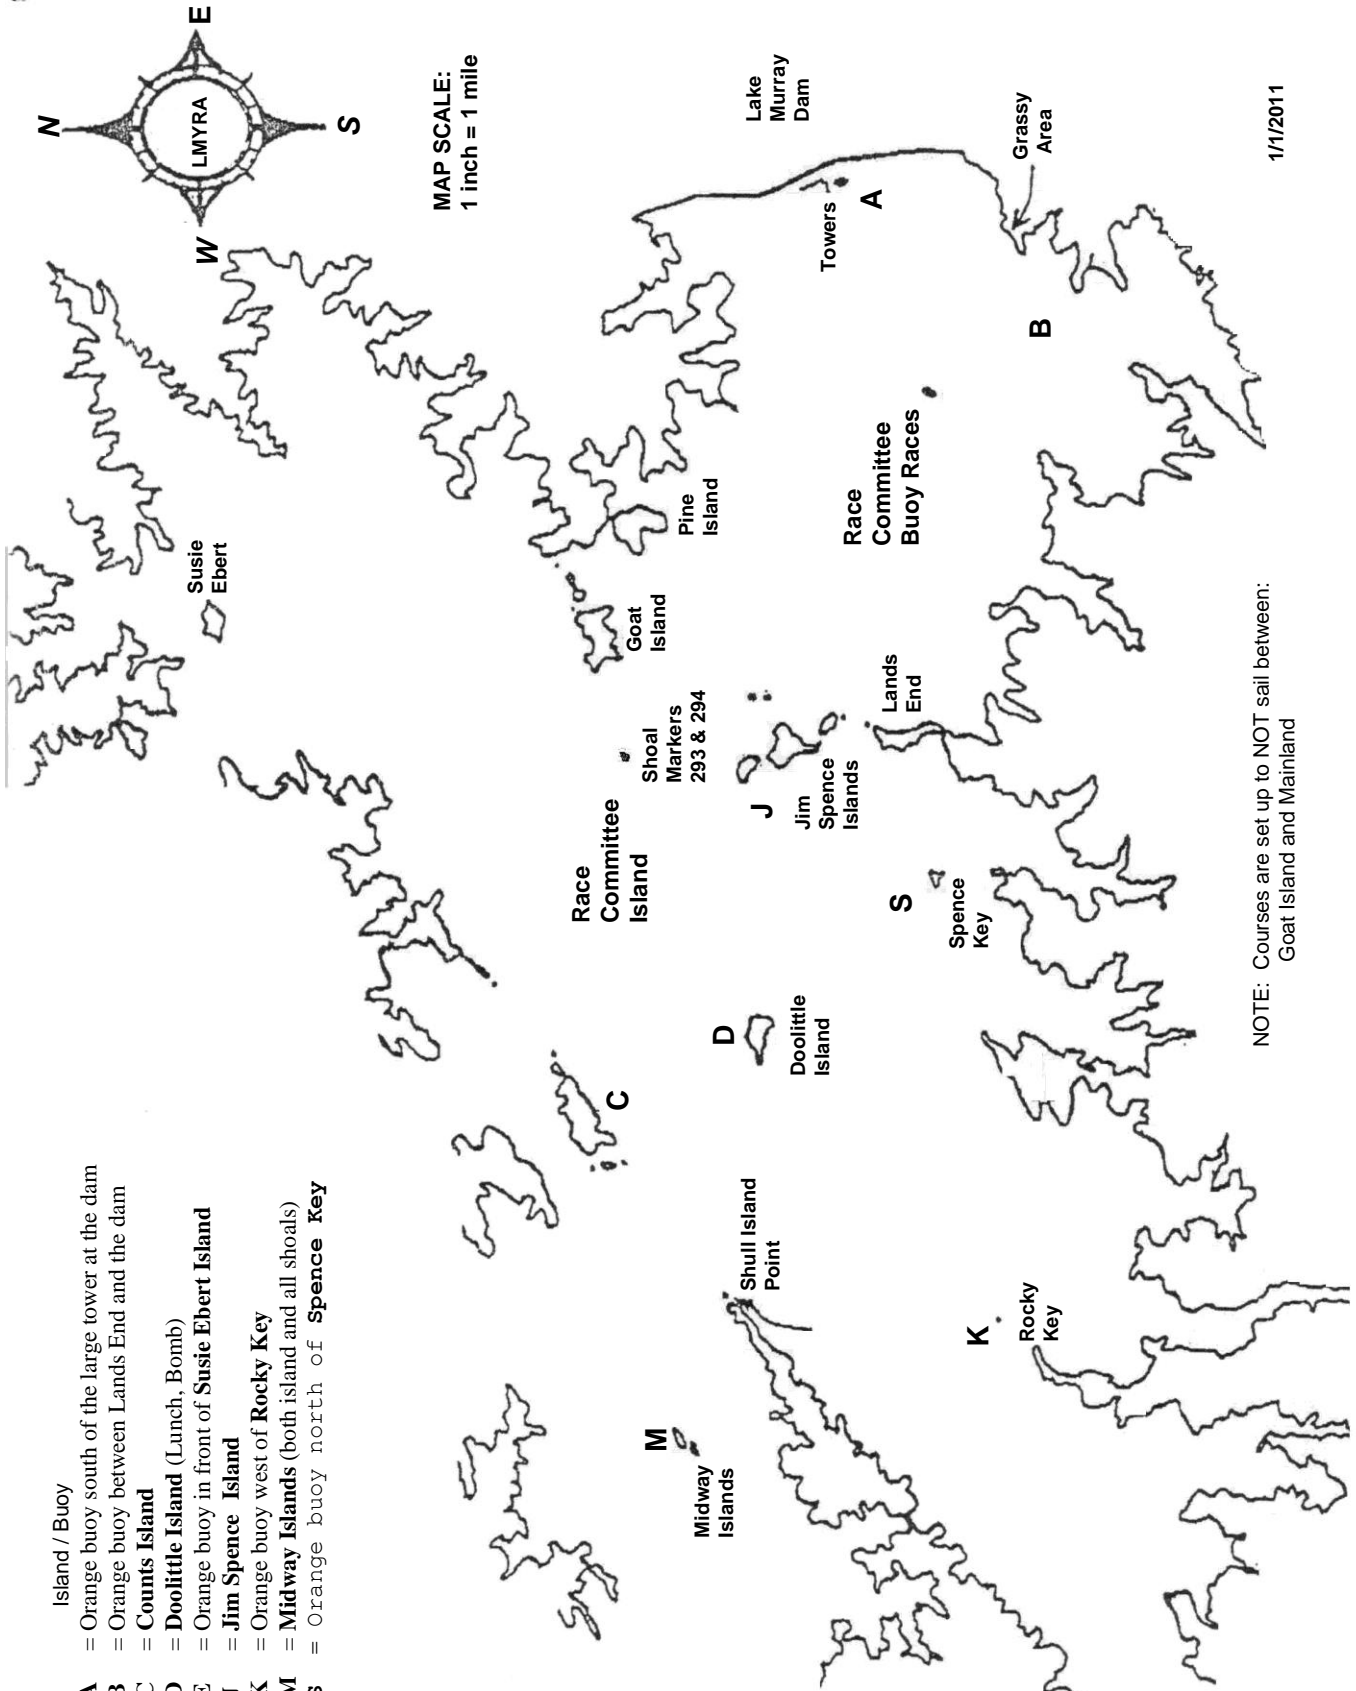 Island / Buoy
A = Orange buoy south of the large tower at the dam
B = Orange buoy between Lands End and the dam
C = Counts Island
D = Doolittle Island (Lunch, Bomb)
E = Orange buoy in front of Susie Ebert Island
J = Jim Spence Island
K = Orange buoy west of Rocky Key
M = Midway Islands (both island and all shoals)
S = Orange buoy north of Spence Key
N
E
LMYRA
W
S
MAP SCALE:
1 inch = 1 mile
Susie
Ebert
Lake
Murray
Dam
Towers
A
Grassy
Area
B
Pine
Island
Goat
Island
Race
Committee
Buoy Races
Shoal
Markers
293 & 294
Lands
End
J
Jim
Spence
Islands
Race
Committee
Island
S
Spence
Key
D
Doolittle
Island
C
Shull Island
Point
K
Rocky
Key
M
Midway
Islands
NOTE: Courses are set up to NOT sail between:
Goat Island and Mainland
1/1/2011